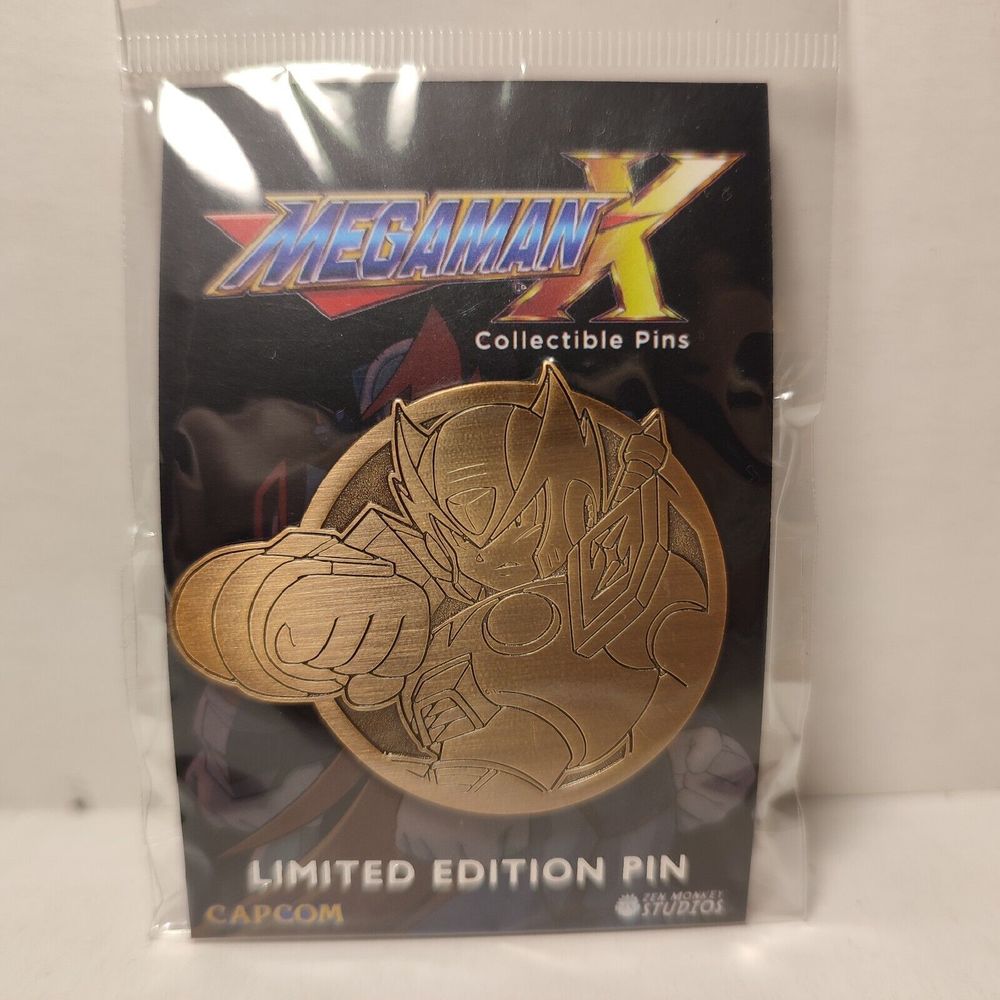 MEGAMAN X
Collectible Pins
LIMITED EDITION PIN
CAPCOM
ZEN MONKEY
STUDIOS